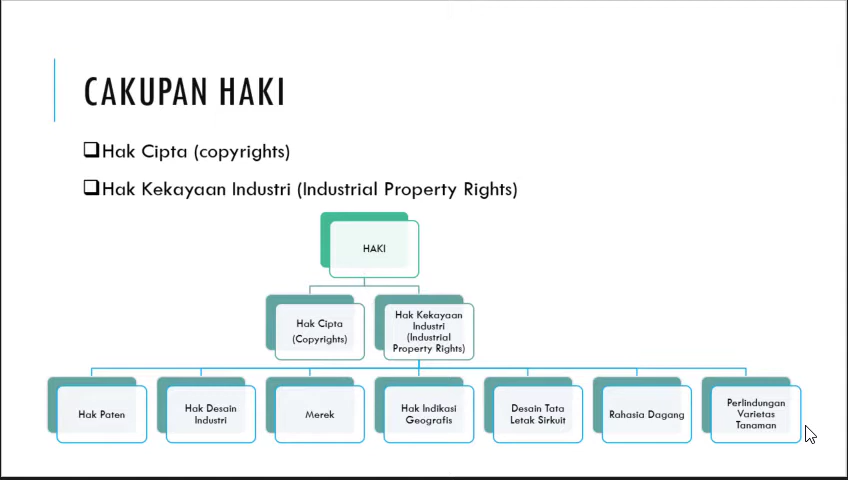 CAKUPAN HAKI
Hak Cipta (copyrights)
Hak Kekayaan Industri (Industrial Property Rights)
HAKI
Hak Cipta
(Copyrights)
Hak Kekayaan
Industri
(Industrial
Property Rights)
Hak Paten
Hak Desain
Industri
Merek
Hak Indikasi
Geografis
Desain Tata
Letak Sirkuit
Rahasia Dagang
Perlindungan
Varietas
Tanaman